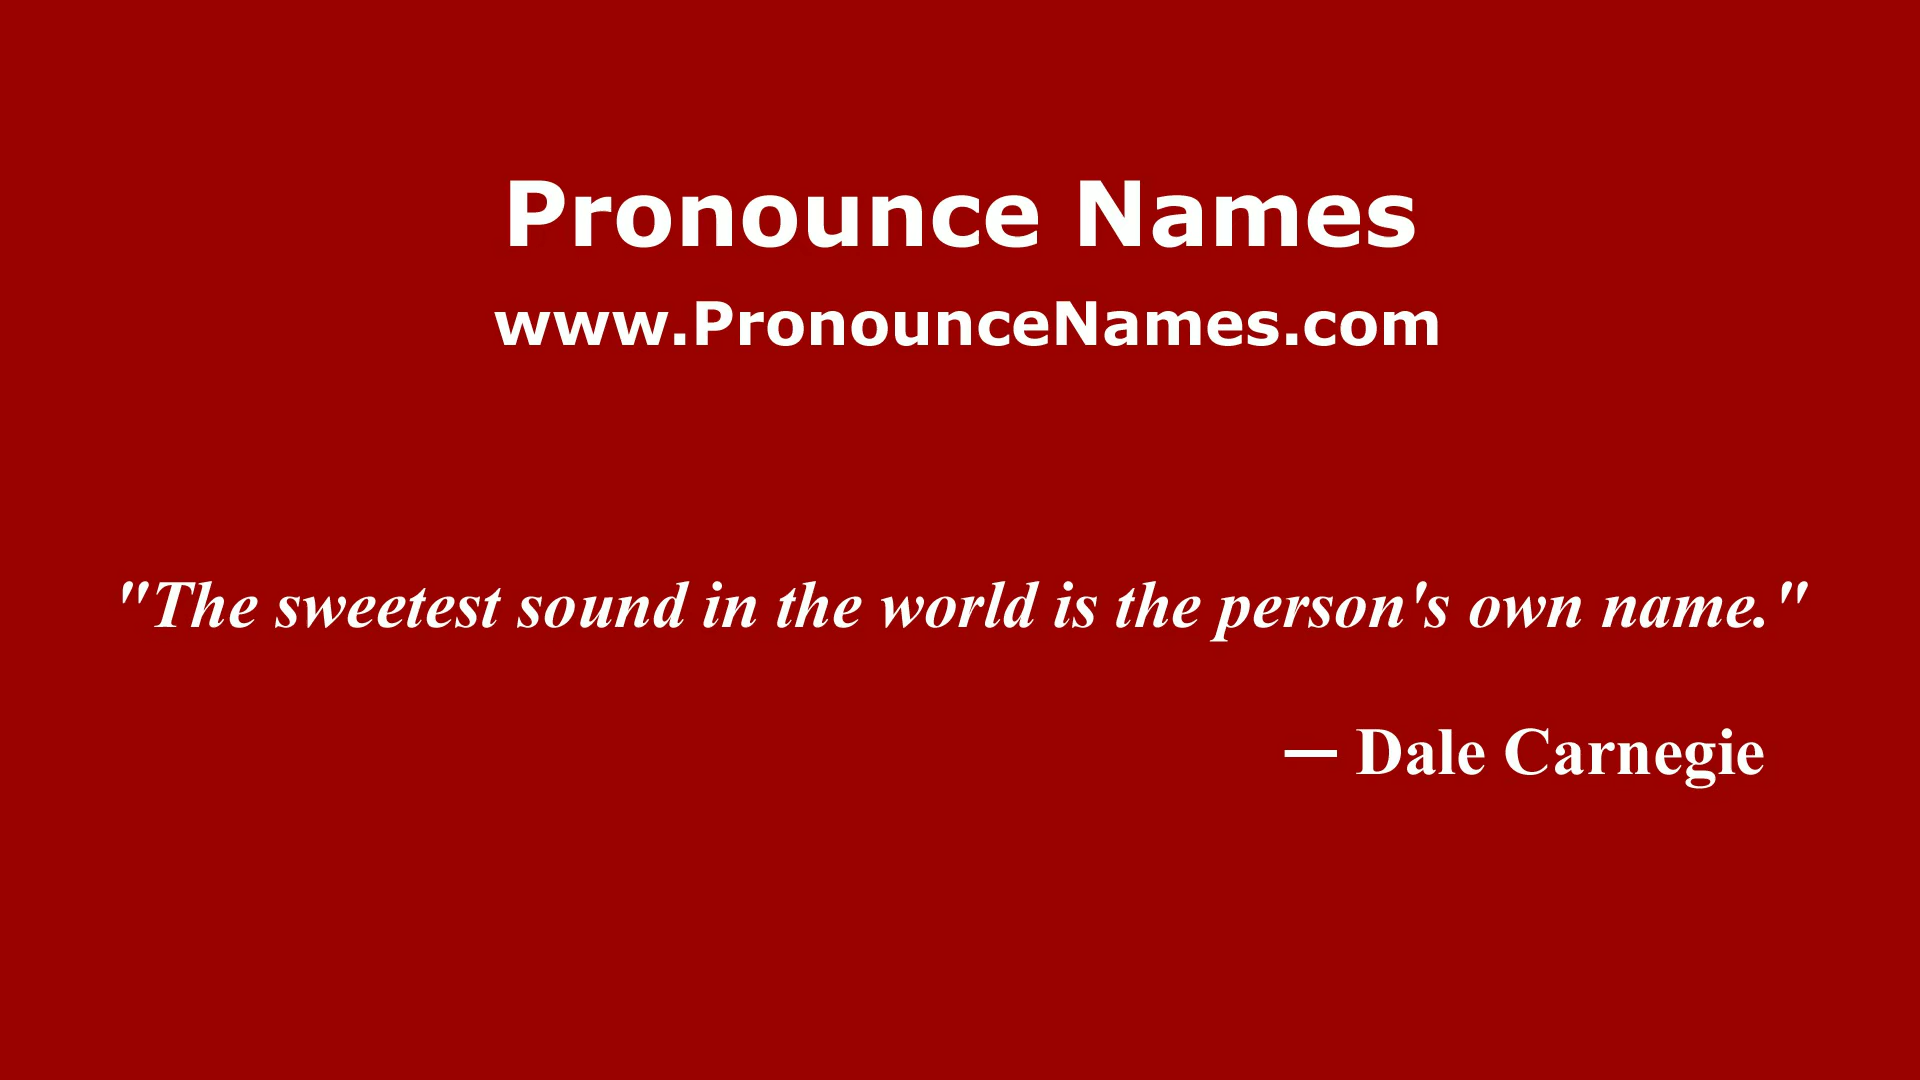 Pronounce Names
www.PronounceNames.com
"The sweetest sound in the world is the person's own name."
— Dale Carnegie